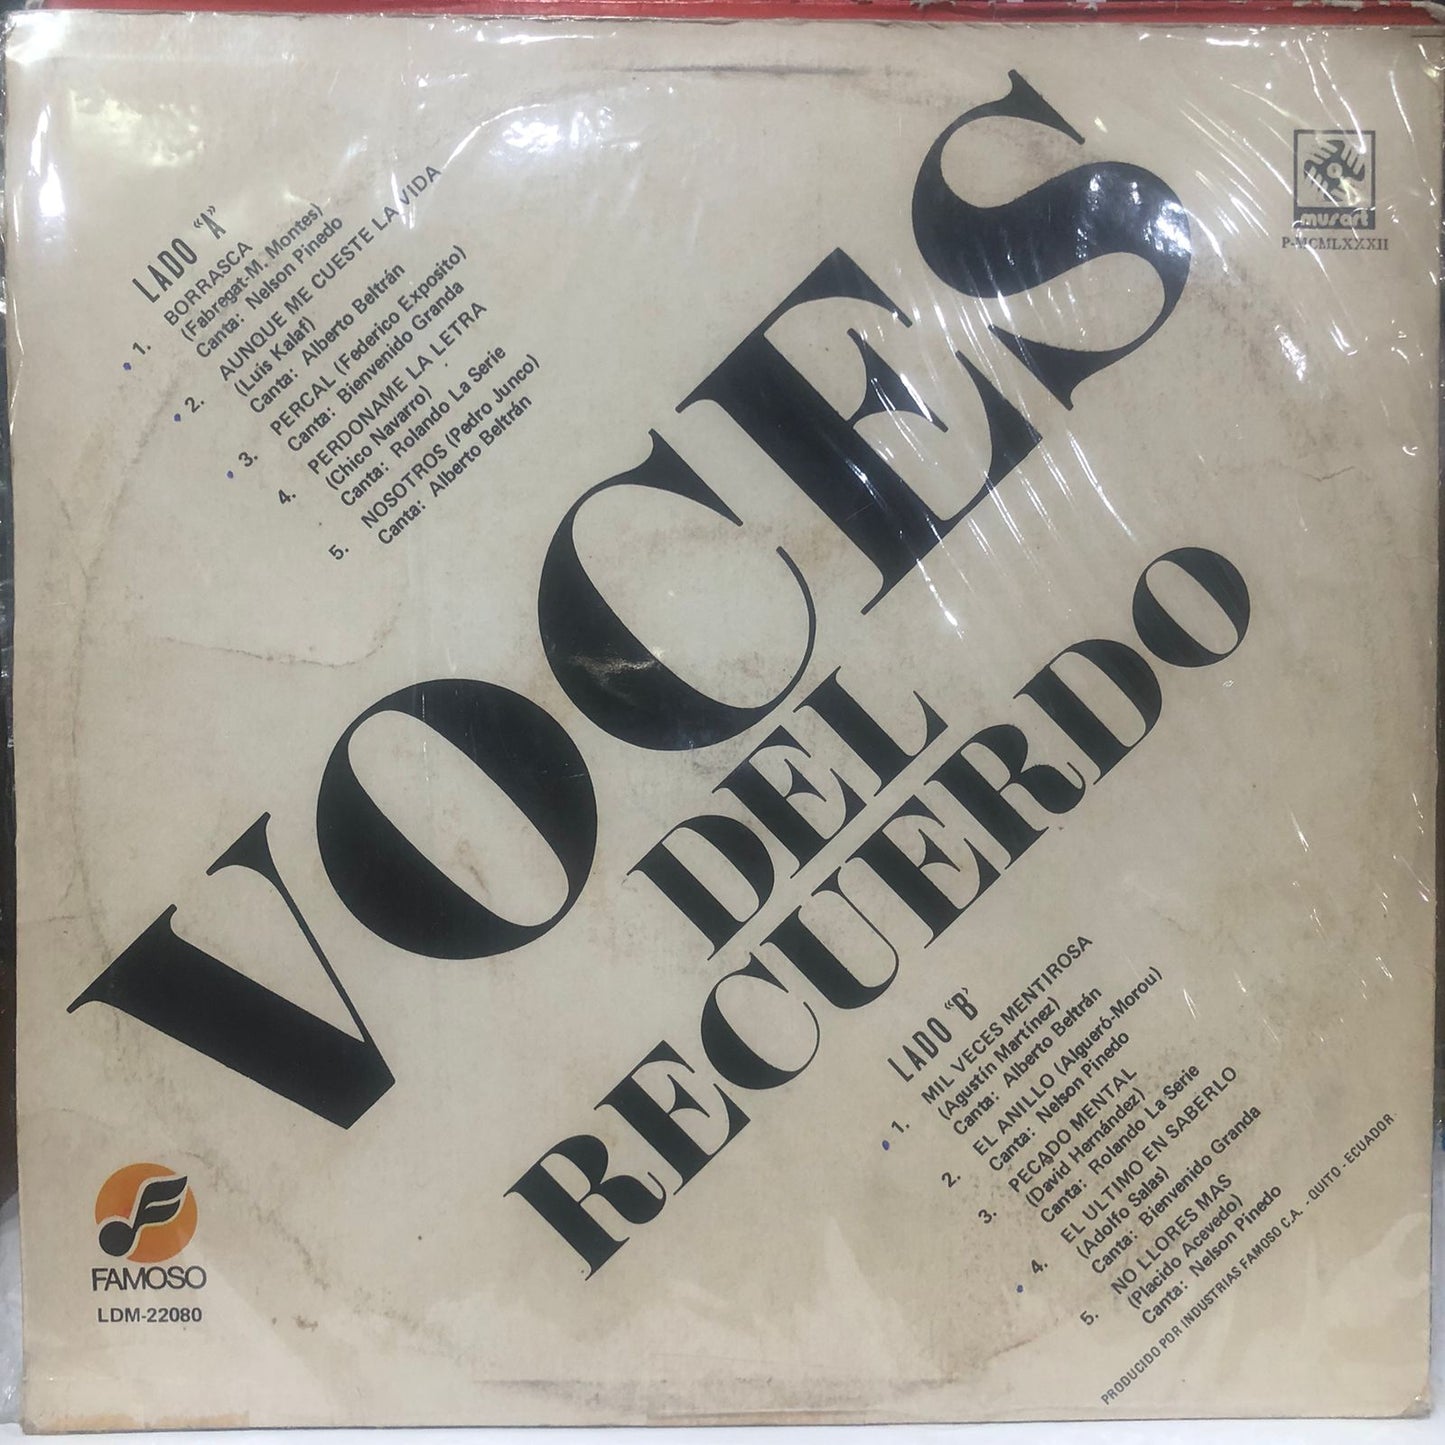 LADO "A"
1. BORRASCA
(Fabregat-M. Montes)
Canta: Nelson Pinedo
2. AUNQUE ME CUESTE LA VIDA
(Luis Kalaf)
Canta: Alberto Beltrán
3. PERCAL (Federico Exposito)
Canta: Bienvenido Granda
4. PERDONAME LA LETRA
(Chico Navarro)
Canta: Rolando La Serie
5. NOSOTROS (Pedro Junco)
Canta: Alberto Beltrán
musart
P-MCMLXXXII
VOCES
DEL
RECUERDO
LADO "B"
1. MIL VECES MENTIROSA
(Agustín Martínez)
Canta: Alberto Beltrán
2. EL ANILLO (Algueró-Morou)
Canta: Nelson Pinedo
3. PECADO MENTAL
(David Hernández)
Canta: Rolando La Serie
4. EL ULTIMO EN SABERLO
(Adolfo Salas)
Canta: Bienvenido Granda
5. NO LLORES MAS
(Placido Acevedo)
Canta: Nelson Pinedo
PRODUCIDO POR INDUSTRIAS FAMOSO C.A. - QUITO - ECUADOR
FAMOSO
LDM-22080